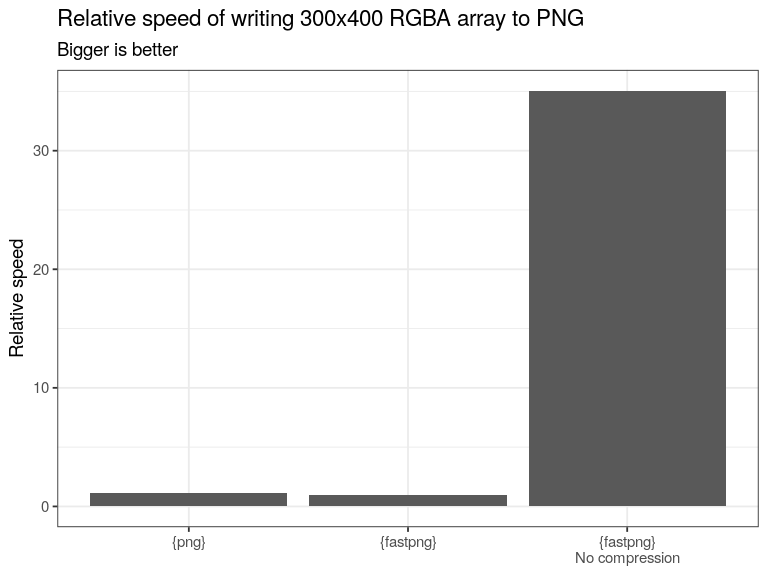 Relative speed of writing 300x400 RGBA array to PNG
Bigger is better
Relative speed
30
20
10
0
{png}
{fastpng}
{fastpng}
No compression